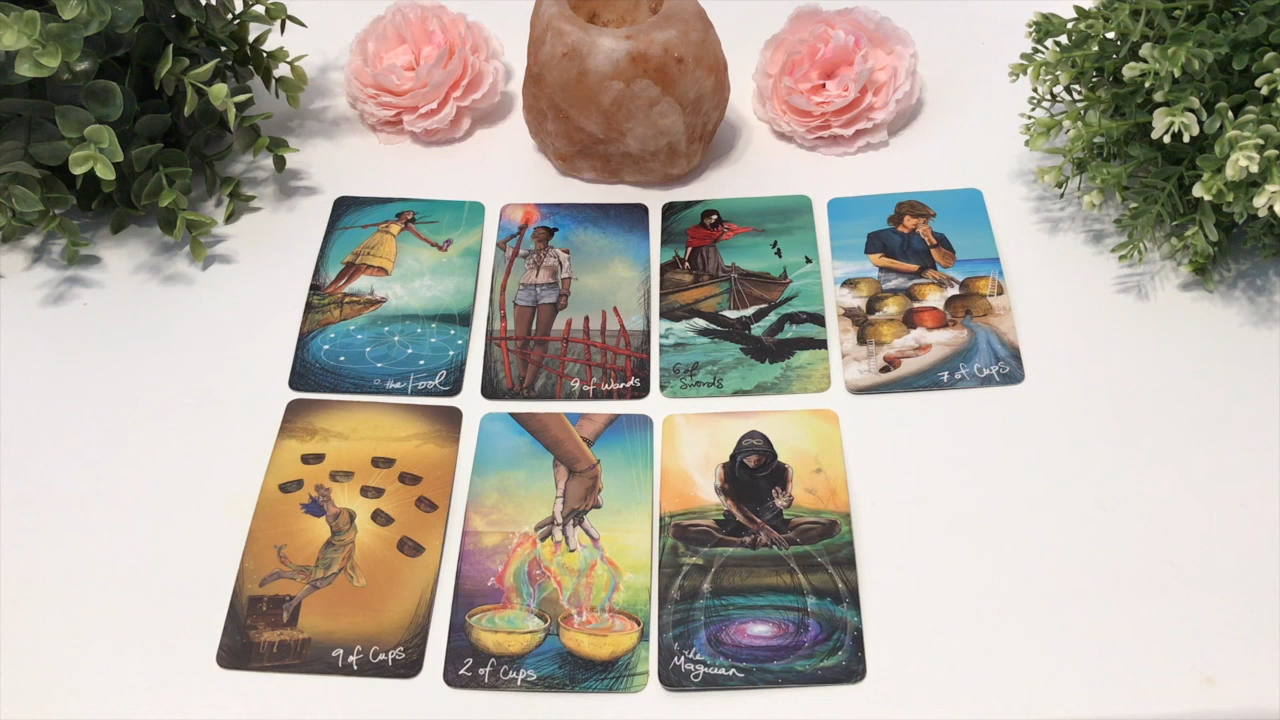 0 the Fool
9 of Wands
6 of
Swords
7 of Cups
9 of Cups
2 of Cups
the
Magician